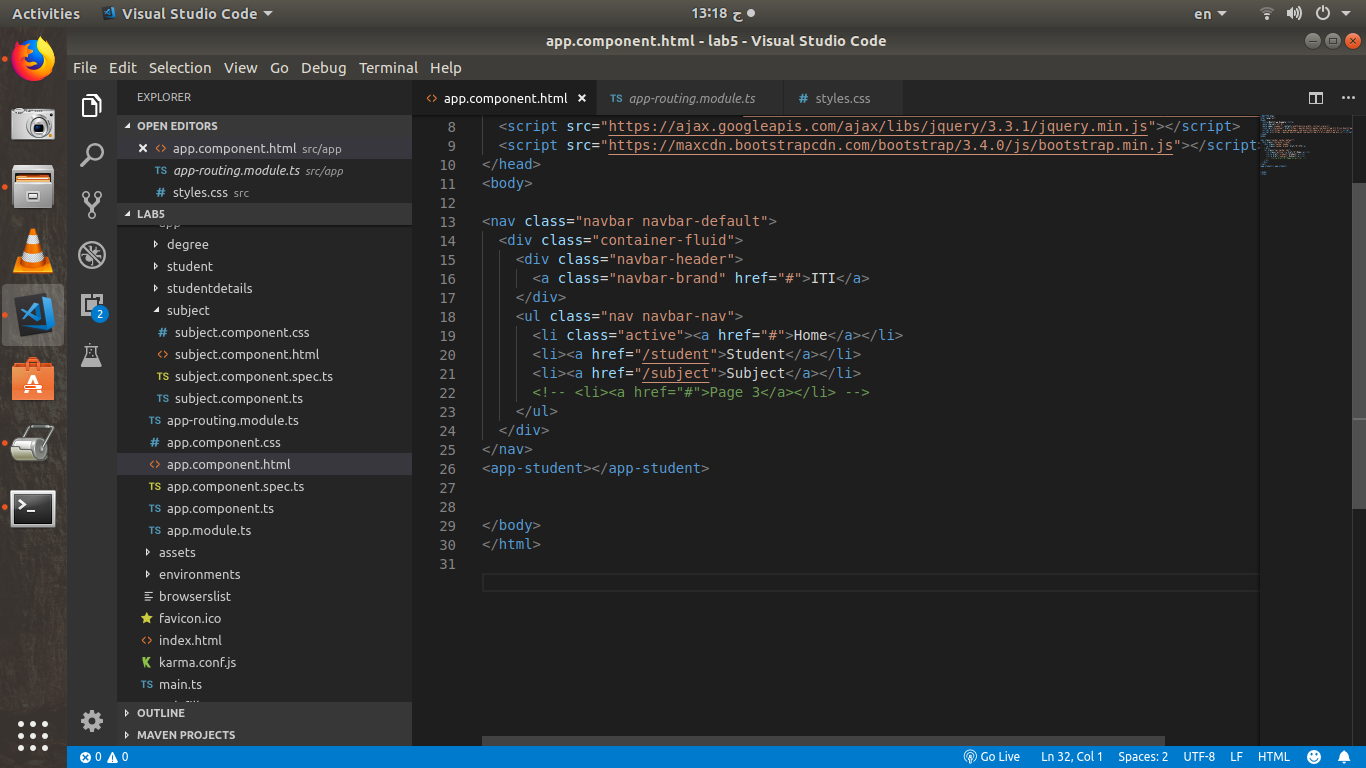 Activities
Visual Studio Code
13:18 ج
en
app.component.html - lab5 - Visual Studio Code
File Edit Selection View Go Debug Terminal Help
EXPLORER
OPEN EDITORS
app.component.html src/app
app-routing.module.ts src/app
styles.css src
LAB5
app
degree
student
studentdetails
subject
subject.component.css
subject.component.html
subject.component.spec.ts
subject.component.ts
app-routing.module.ts
app.component.css
app.component.html
app.component.spec.ts
app.component.ts
app.module.ts
assets
environments
browserslist
favicon.ico
index.html
karma.conf.js
main.ts
OUTLINE
MAVEN PROJECTS
2
app.component.html
app-routing.module.ts
styles.css
8 <script src="https://ajax.googleapis.com/ajax/libs/jquery/3.3.1/jquery.min.js"></script>
9 <script src="https://maxcdn.bootstrapcdn.com/bootstrap/3.4.0/js/bootstrap.min.js"></script
10 </head>
11 <body>
12
13 <nav class="navbar navbar-default">
14 <div class="container-fluid">
15 <div class="navbar-header">
16 <a class="navbar-brand" href="#">ITI</a>
17 </div>
18 <ul class="nav navbar-nav">
19 <li class="active"><a href="#">Home</a></li>
20 <li><a href="/student">Student</a></li>
21 <li><a href="/subject">Subject</a></li>
22 <!-- <li><a href="#">Page 3</a></li> -->
23 </ul>
24 </div>
25 </nav>
26 <app-student></app-student>
27
28
29 </body>
30 </html>
31
0 0
Go Live
Ln 32, Col 1
Spaces: 2
UTF-8
LF
HTML